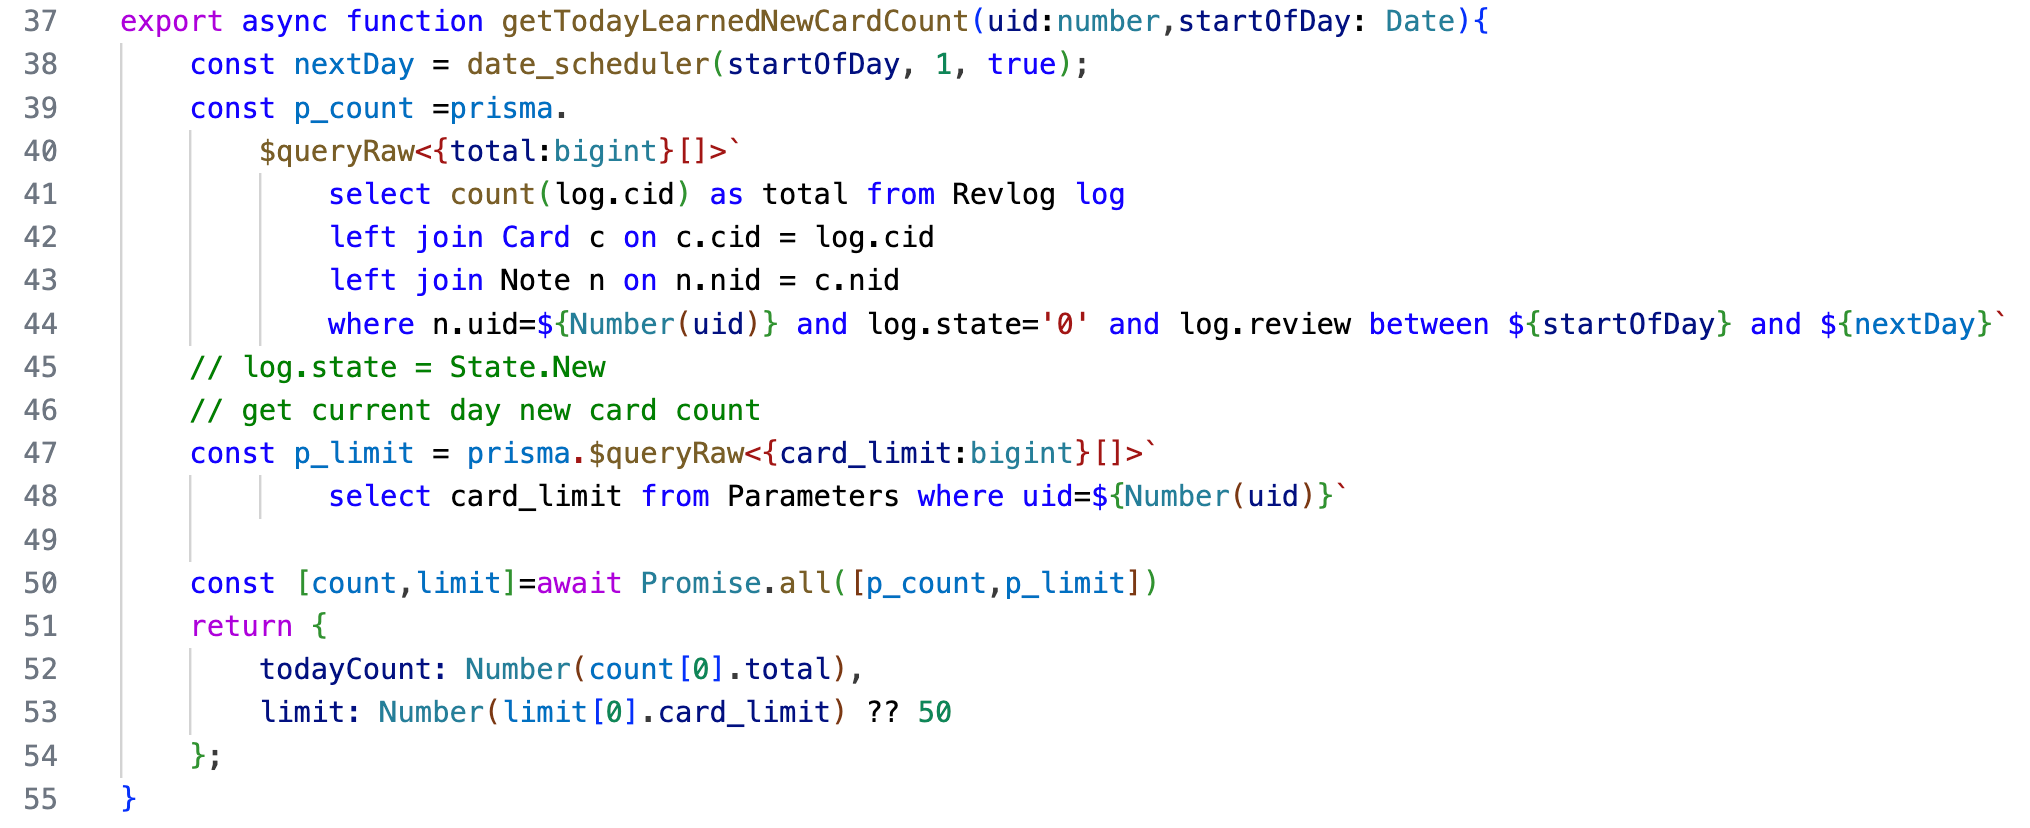 37 export async function getTodayLearnedNewCardCount(uid:number,startOfDay: Date){
38     const nextDay = date_scheduler(startOfDay, 1, true);
39     const p_count =prisma.
40         $queryRaw<{total:bigint}[]>`
41             select count(log.cid) as total from Revlog log
42             left join Card c on c.cid = log.cid
43             left join Note n on n.nid = c.nid
44             where n.uid=${Number(uid)} and log.state='0' and log.review between ${startOfDay} and ${nextDay}`
45     // log.state = State.New
46     // get current day new card count
47     const p_limit = prisma.$queryRaw<{card_limit:bigint}[]>`
48             select card_limit from Parameters where uid=${Number(uid)}`
49
50     const [count,limit]=await Promise.all([p_count,p_limit])
51     return {
52         todayCount: Number(count[0].total),
53         limit: Number(limit[0].card_limit) ?? 50
54     };
55 }